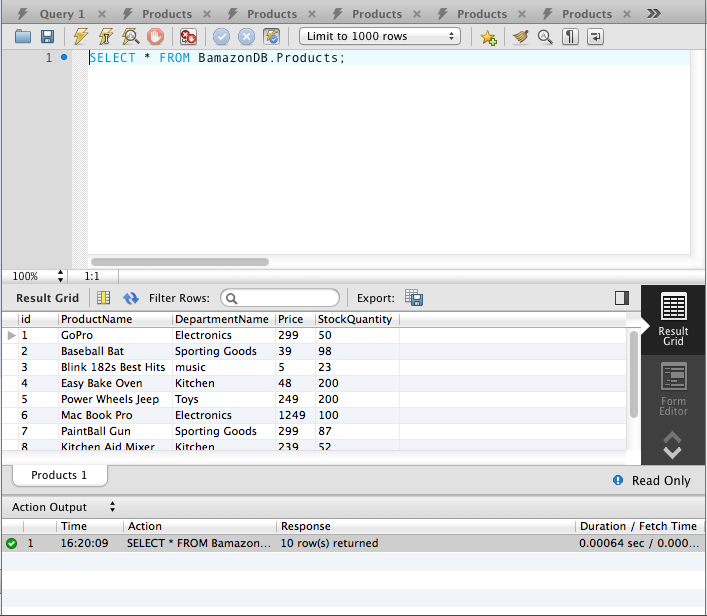 Query 1 Products Products Products Products Products
Limit to 1000 rows
1 SELECT * FROM BamazonDB.Products;
100% 1:1
Result Grid Filter Rows: Export:
id ProductName DepartmentName Price StockQuantity
1 GoPro Electronics 299 50
2 Baseball Bat Sporting Goods 39 98
3 Blink 182s Best Hits music 5 23
4 Easy Bake Oven Kitchen 48 200
5 Power Wheels Jeep Toys 249 200
6 Mac Book Pro Electronics 1249 100
7 PaintBall Gun Sporting Goods 299 87
8 Kitchen Aid Mixer Kitchen 239 52
Result
Grid
Form
Editor
Products 1 Read Only
Action Output
Time Action Response Duration / Fetch Time
1 16:20:09 SELECT * FROM Bamazon... 10 row(s) returned 0.00064 sec / 0.000...